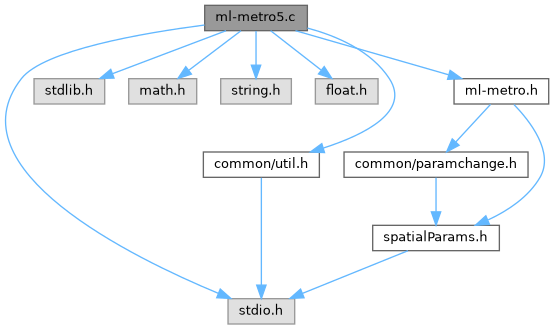 ml-metro5.c
stdlib.h
math.h
string.h
float.h
ml-metro.h
common/util.h
common/paramchange.h
spatialParams.h
stdio.h